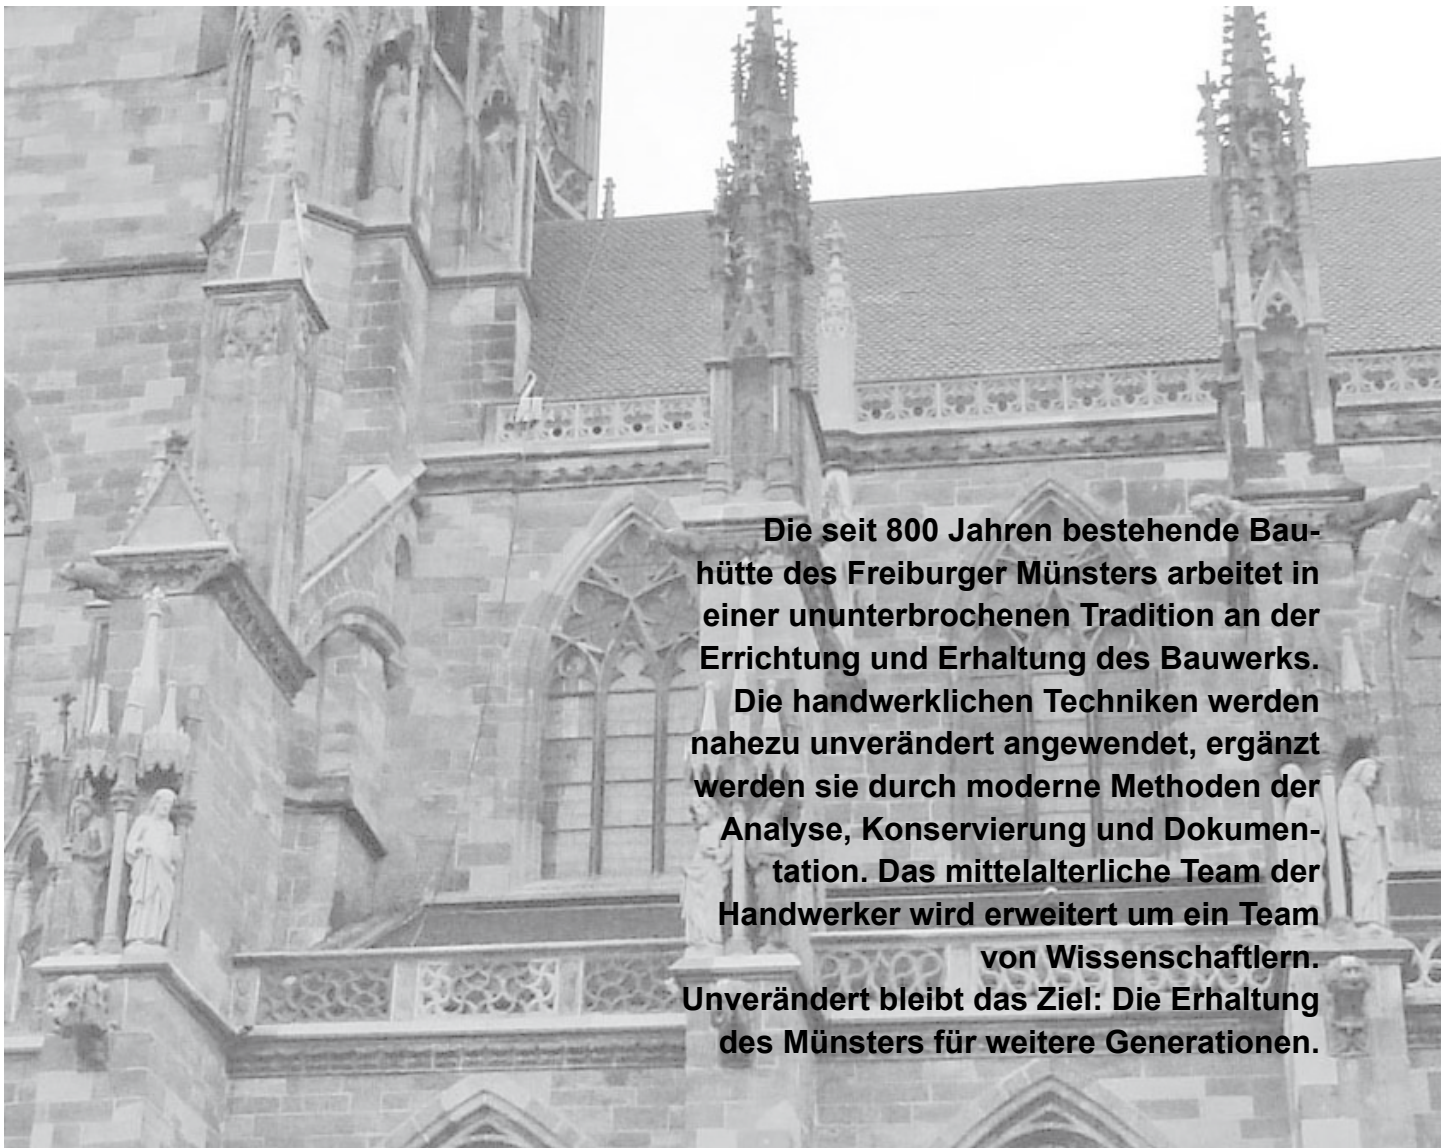 Die seit 800 Jahren bestehende Bau-
hütte des Freiburger Münsters arbeitet in
einer ununterbrochenen Tradition an der
Errichtung und Erhaltung des Bauwerks.
Die handwerklichen Techniken werden
nahezu unverändert angewendet, ergänzt
werden sie durch moderne Methoden der
Analyse, Konservierung und Dokumen-
tation. Das mittelalterliche Team der
Handwerker wird erweitert um ein Team
von Wissenschaftlern.
Unverändert bleibt das Ziel: Die Erhaltung
des Münsters für weitere Generationen.